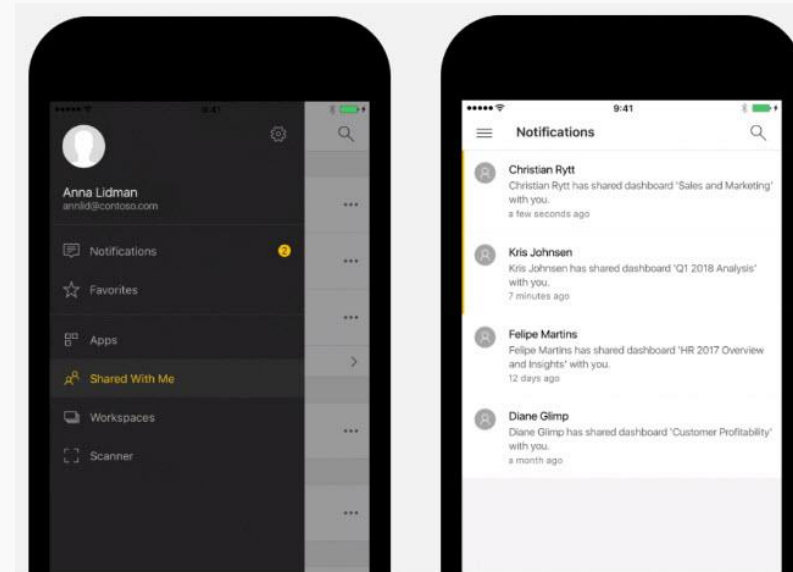 9:41
Anna Lidman
annlid@contoso.com
Notifications
2
Favorites
Apps
Shared With Me
Workspaces
Scanner
9:41
Notifications
Christian Rytt
Christian Rytt has shared dashboard 'Sales and Marketing'
with you.
a few seconds ago
Kris Johnsen
Kris Johnsen has shared dashboard 'Q1 2018 Analysis'
with you.
7 minutes ago
Felipe Martins
Felipe Martins has shared dashboard 'HR 2017 Overview
and Insights' with you.
12 days ago
Diane Glimp
Diane Glimp has shared dashboard 'Customer Profitability'
with you.
a month ago